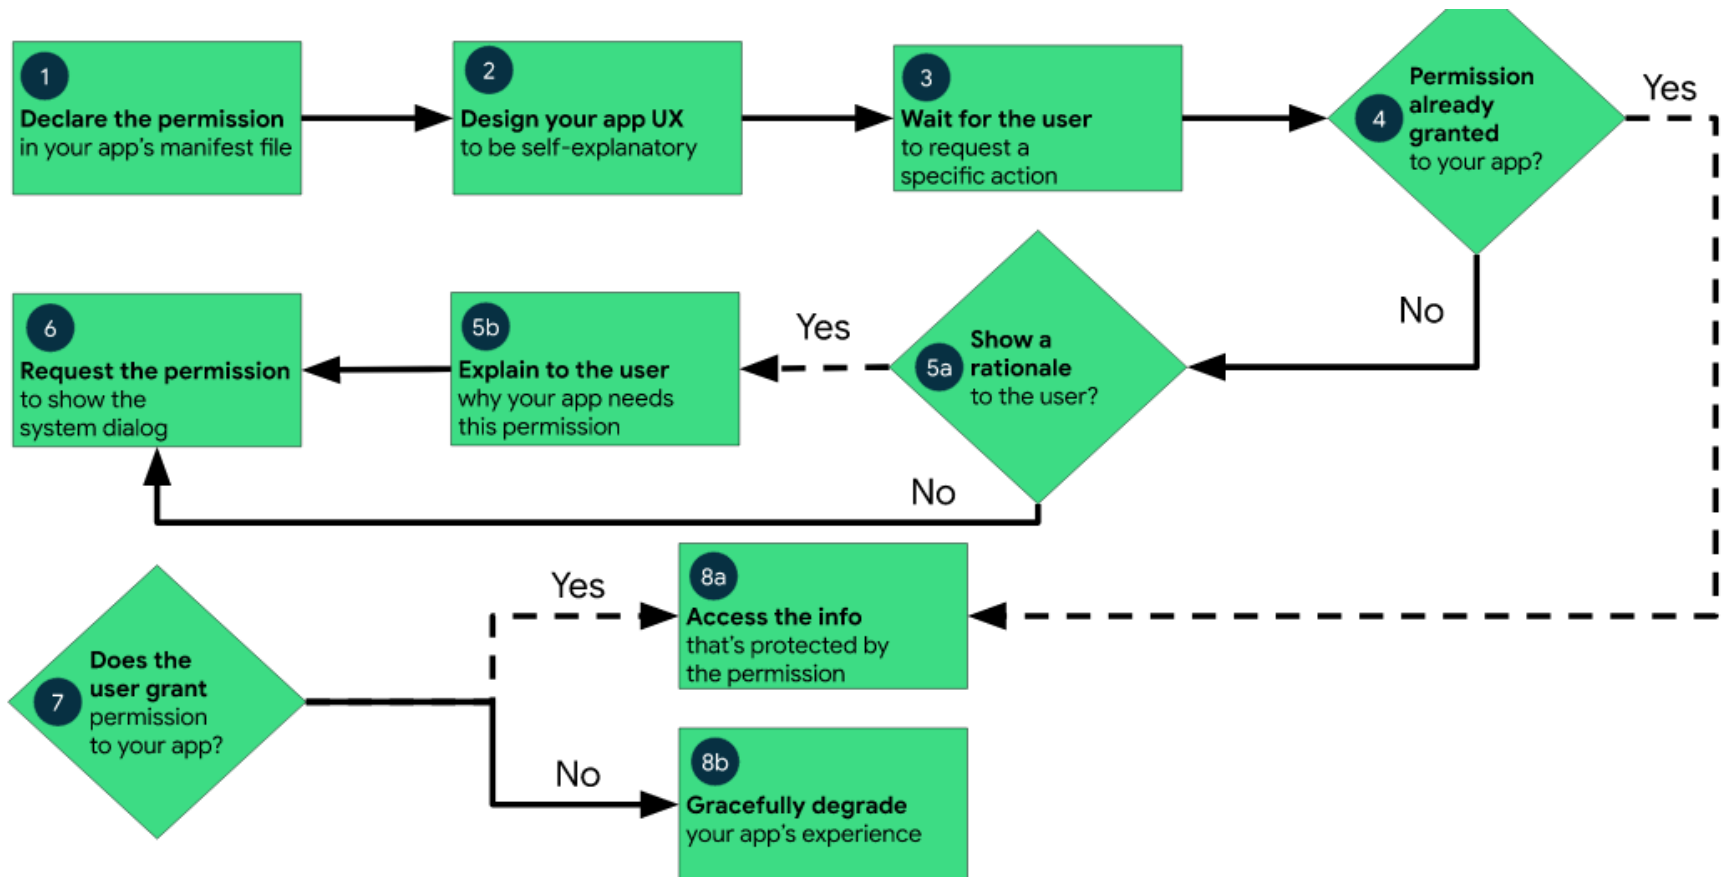 1
Declare the permission
in your app's manifest file
2
Design your app UX
to be self-explanatory
3
Wait for the user
to request a
specific action
4
Permission
already
granted
to your app?
Yes
No
5a
Show a
rationale
to the user?
Yes
5b
Explain to the user
why your app needs
this permission
6
Request the permission
to show the
system dialog
No
7
Does the
user grant
permission
to your app?
Yes
8a
Access the info
that's protected by
the permission
No
8b
Gracefully degrade
your app's experience